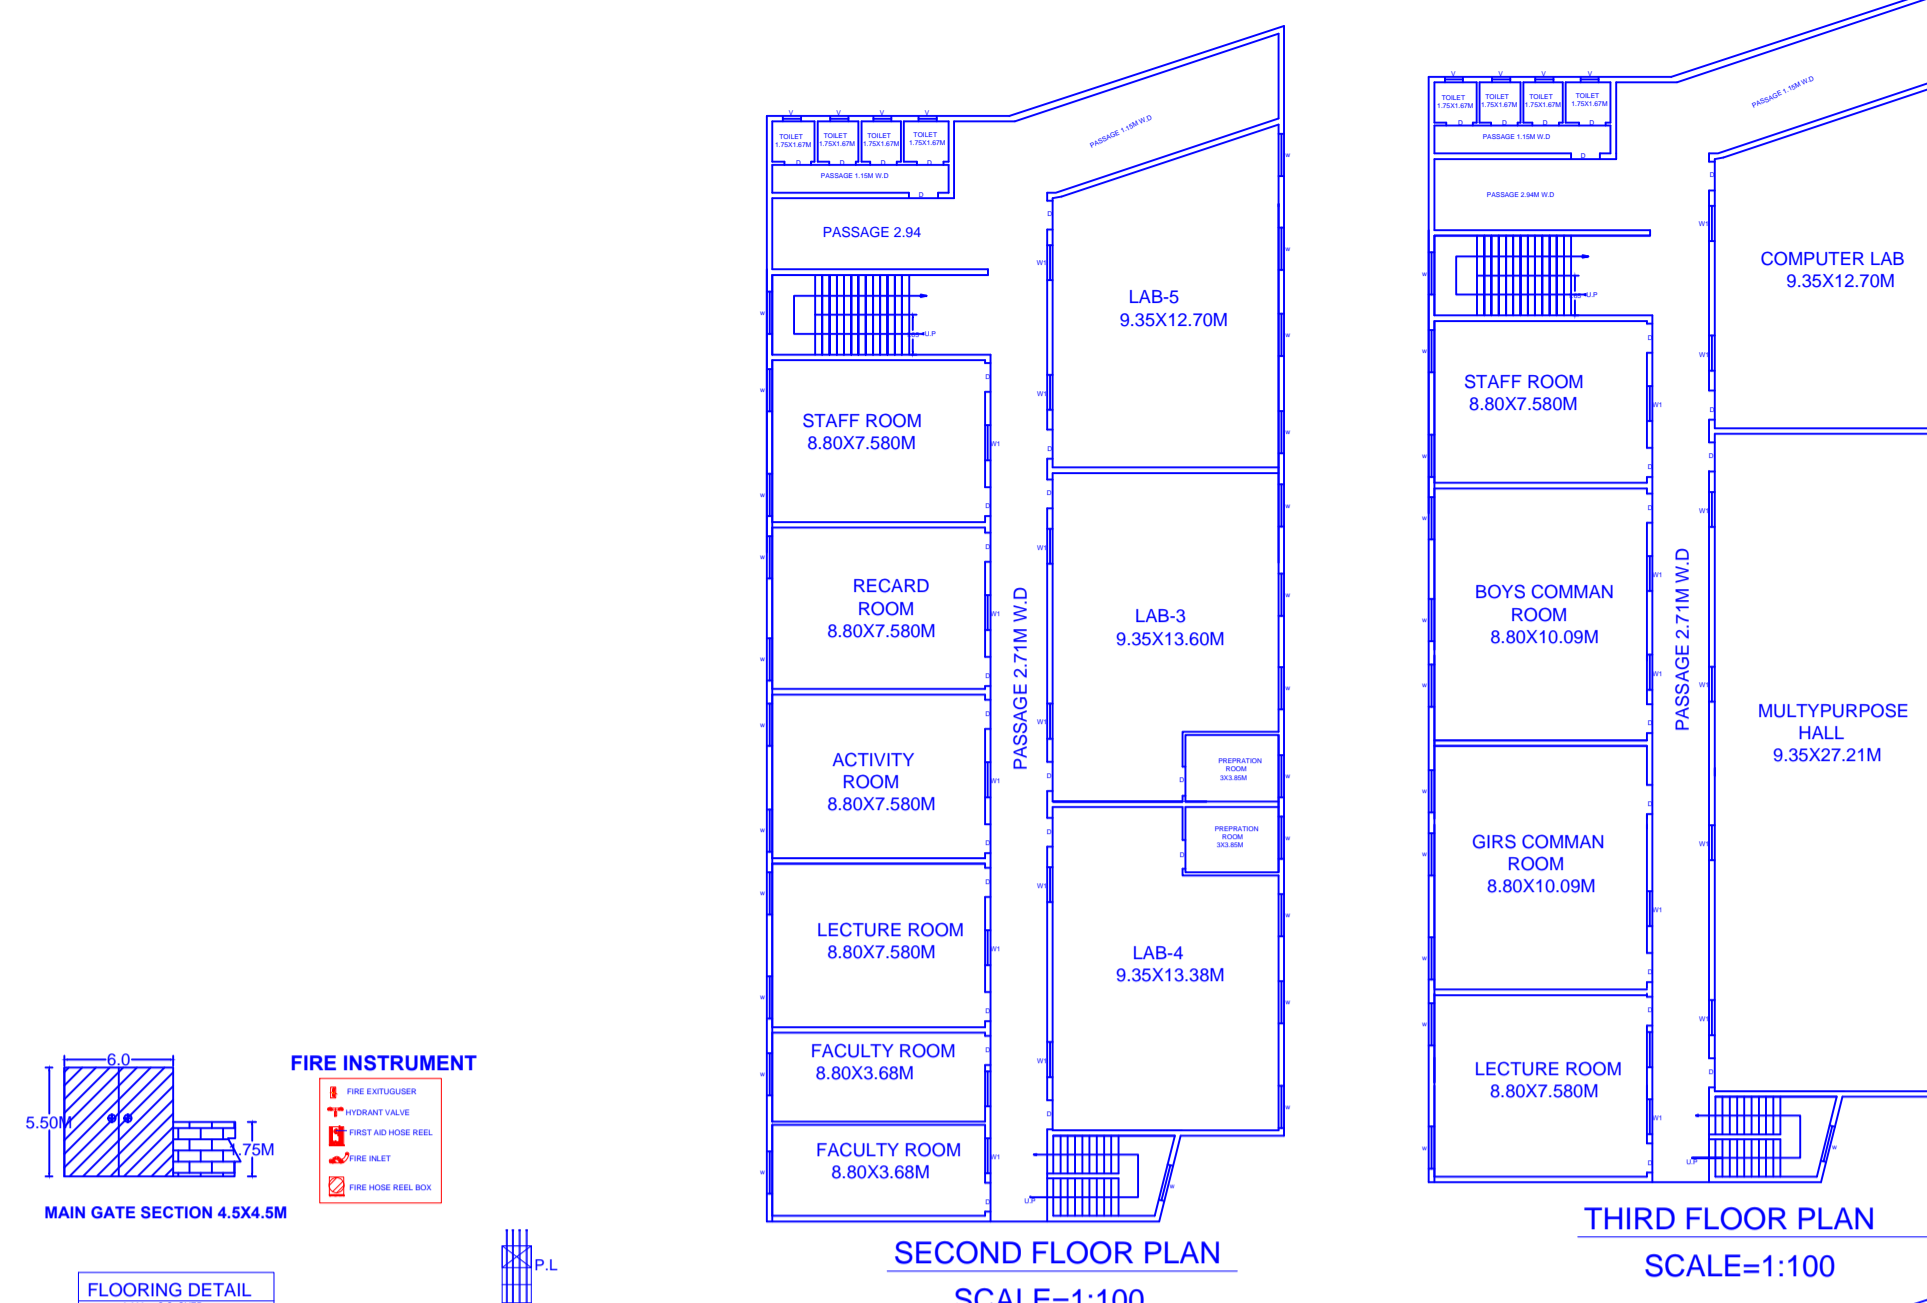 6.0
5.50M
1.75M
MAIN GATE SECTION 4.5X4.5M
FIRE INSTRUMENT
FIRE EXITUGUSER
HYDRANT VALVE
FIRST AID HOSE REEL
FIRE INLET
FIRE HOSE REEL BOX
FLOORING DETAIL
P.L
V V V V
TOILET
1.75X1.67M
TOILET
1.75X1.67M
TOILET
1.75X1.67M
TOILET
1.75X1.67M
D D D D
PASSAGE 1.15M W.D
D
PASSAGE 2.94
PASSAGE 1.15M W.D
U.P
STAFF ROOM
8.80X7.580M
RECARD
ROOM
8.80X7.580M
ACTIVITY
ROOM
8.80X7.580M
LECTURE ROOM
8.80X7.580M
FACULTY ROOM
8.80X3.68M
FACULTY ROOM
8.80X3.68M
PASSAGE 2.71M W.D
LAB-5
9.35X12.70M
LAB-3
9.35X13.60M
PREPRATION
ROOM
3X3.85M
PREPRATION
ROOM
3X3.85M
LAB-4
9.35X13.38M
U.P
SECOND FLOOR PLAN
SCALE=1:100
V V V V
TOILET
1.75X1.67M
TOILET
1.75X1.67M
TOILET
1.75X1.67M
TOILET
1.75X1.67M
D D D D
PASSAGE 1.15M W.D
D
PASSAGE 2.94M W.D
PASSAGE 1.15M W.D
U.P
STAFF ROOM
8.80X7.580M
BOYS COMMAN
ROOM
8.80X10.09M
GIRS COMMAN
ROOM
8.80X10.09M
LECTURE ROOM
8.80X7.580M
PASSAGE 2.71M W.D
COMPUTER LAB
9.35X12.70M
MULTYPURPOSE
HALL
9.35X27.21M
U.P
THIRD FLOOR PLAN
SCALE=1:100